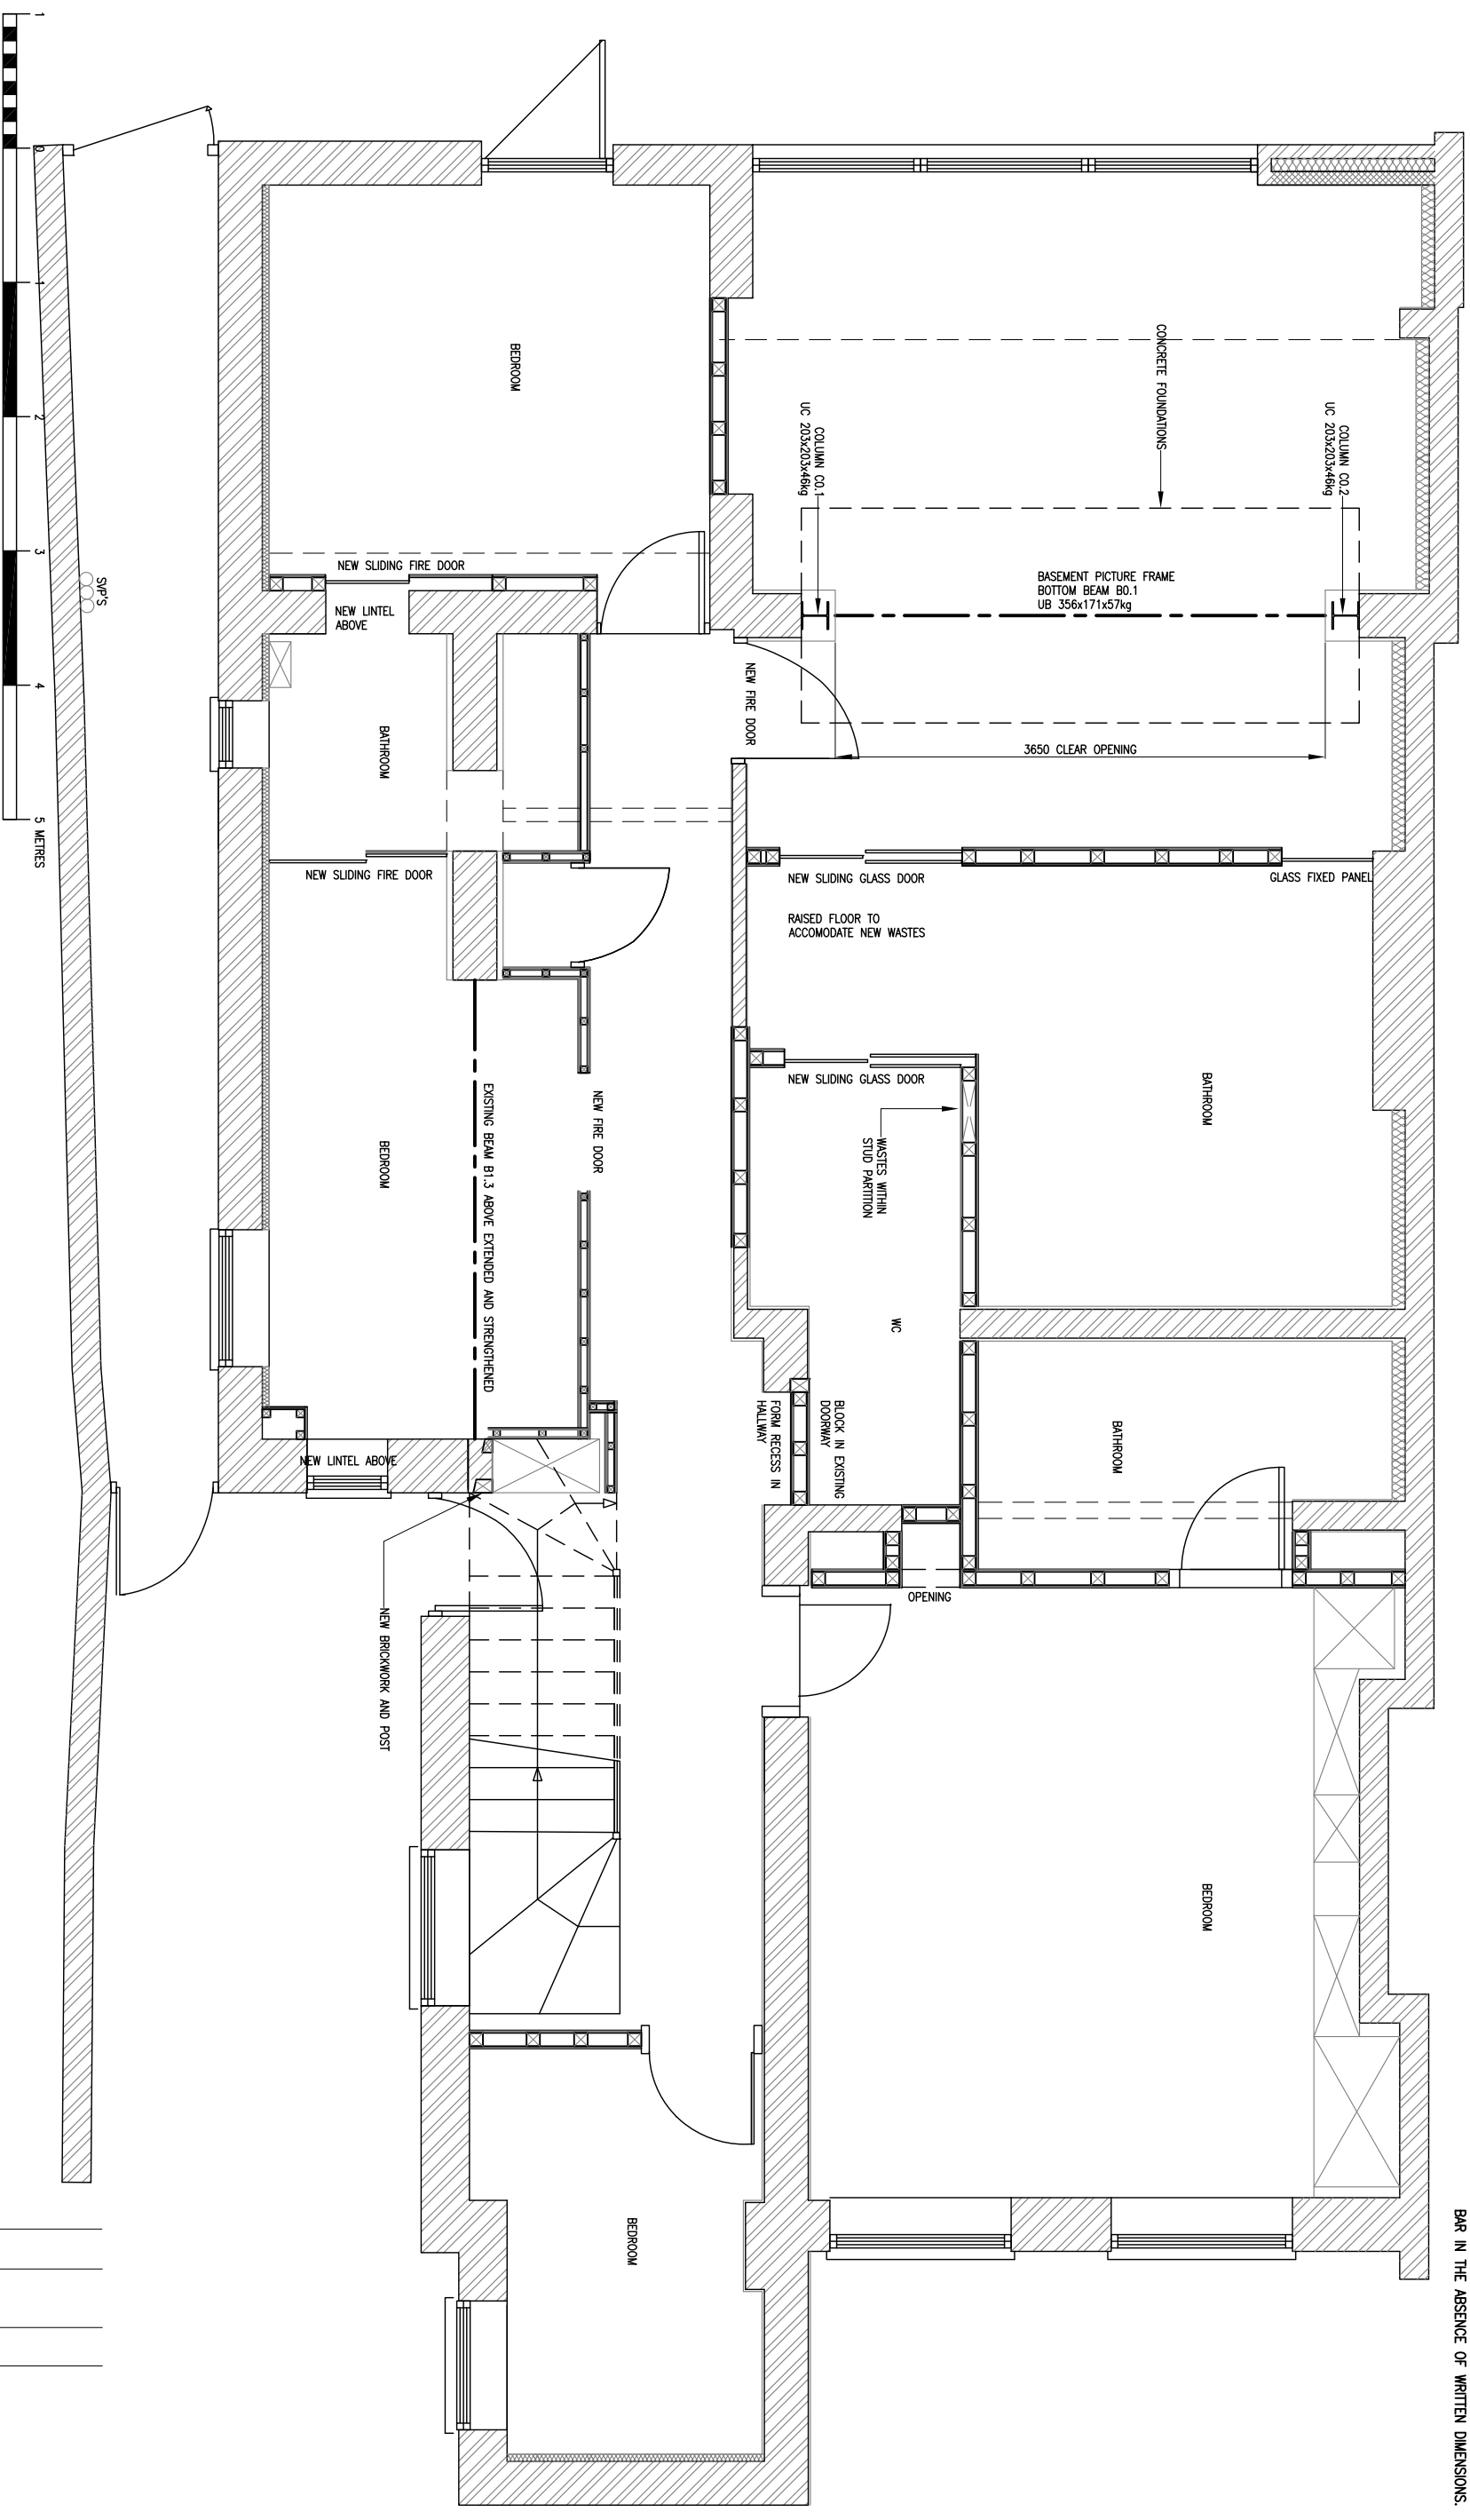 BAR IN THE ABSENCE OF WRITTEN DIMENSIONS.
CONCRETE FOUNDATIONS
COLUMN C0.2
UC 203x203x46kg
COLUMN C0.1
UC 203x203x46kg
BASEMENT PICTURE FRAME
BOTTOM BEAM B0.1
UB 356x171x57kg
3650 CLEAR OPENING
BEDROOM
NEW SLIDING FIRE DOOR
NEW LINTEL
ABOVE
NEW FIRE DOOR
BATHROOM
NEW SLIDING FIRE DOOR
NEW SLIDING GLASS DOOR
GLASS FIXED PANEL
RAISED FLOOR TO
ACCOMODATE NEW WASTES
BATHROOM
NEW SLIDING GLASS DOOR
WASTES WITHIN
STUD PARTITION
NEW FIRE DOOR
EXISTING BEAM B1.3 ABOVE EXTENDED AND STRENGTHENED
BEDROOM
WC
BLOCK IN EXISTING
DOORWAY
FORM RECESS IN
HALLWAY
BATHROOM
NEW LINTEL ABOVE
OPENING
NEW BRICKWORK AND POST
BEDROOM
BEDROOM
SVP'S
1 0 1 2 3 4 5 METRES